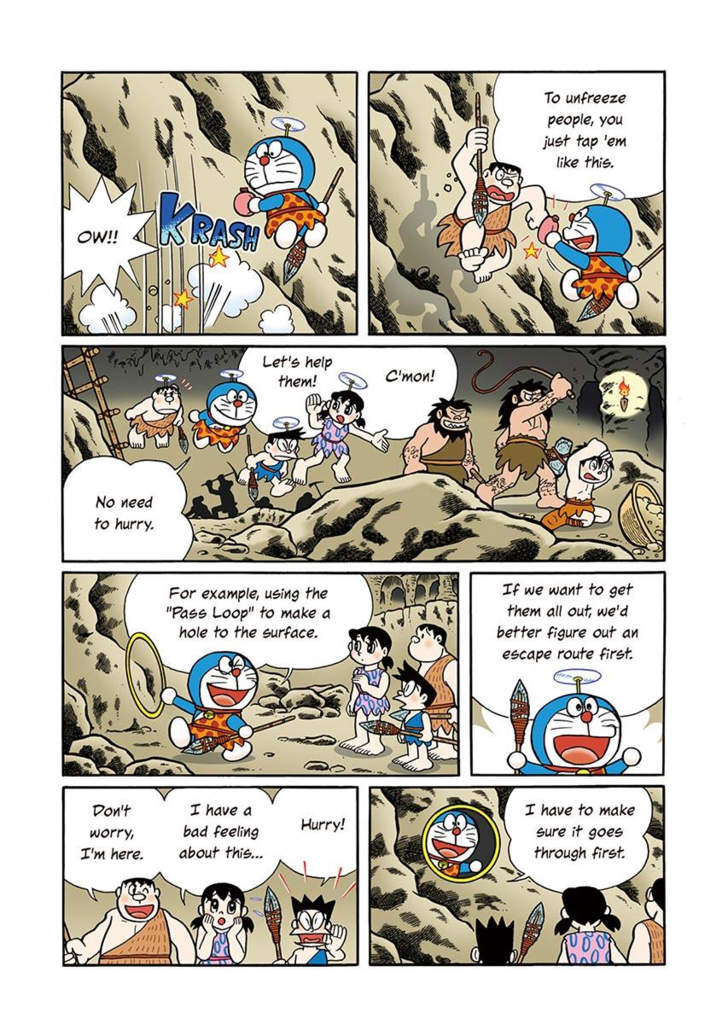 To unfreeze
people, you
just tap 'em
like this.
KRASH
OW!!
C'mon!
Let's help
them!
No need
to hurry.
If we want to get
them all out, we'd
better figure out an
escape route first.
For example, using the
"Pass Loop" to make a
hole to the surface.
I have to make
sure it goes
through first.
Hurry!
I have a
bad feeling
about this...
Don't
worry,
I'm here.